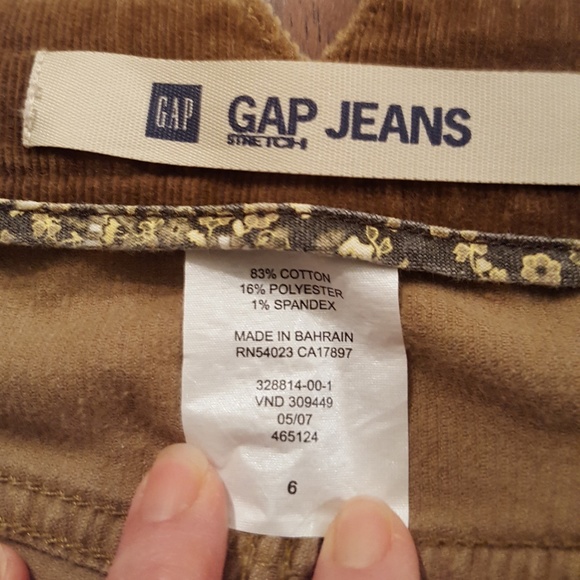 GAP GAP JEANS
STRETCH
83% COTTON
16% POLYESTER
1% SPANDEX
MADE IN BAHRAIN
RN54023 CA17897
328814-00-1
VND 309449
05/07
465124
6